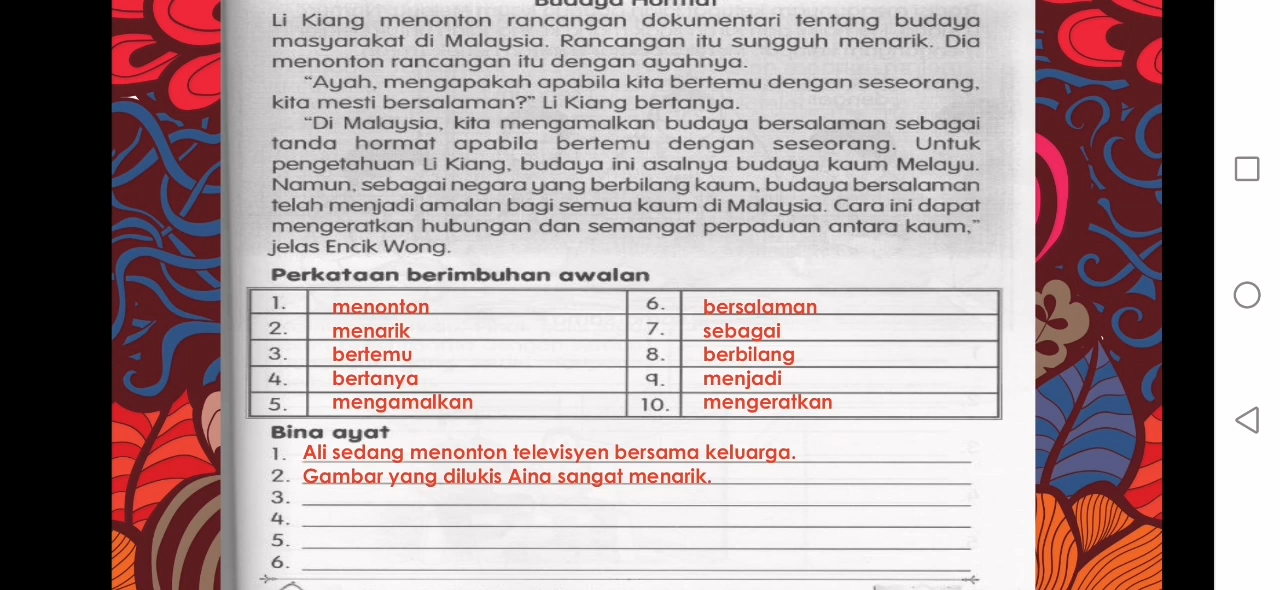 Budaya Hormat
Li Kiang menonton rancangan dokumentari tentang budaya
masyarakat di Malaysia. Rancangan itu sungguh menarik. Dia
menonton rancangan itu dengan ayahnya.
“Ayah, mengapakah apabila kita bertemu dengan seseorang,
kita mesti bersalaman?” Li Kiang bertanya.
“Di Malaysia, kita mengamalkan budaya bersalaman sebagai
tanda hormat apabila bertemu dengan seseorang. Untuk
pengetahuan Li Kiang, budaya ini asalnya budaya kaum Melayu.
Namun, sebagai negara yang berbilang kaum, budaya bersalaman
telah menjadi amalan bagi semua kaum di Malaysia. Cara ini dapat
mengeratkan hubungan dan semangat perpaduan antara kaum,”
jelas Encik Wong.
Perkataan berimbuhan awalan
1. menonton 6. bersalaman
2. menarik 7. sebagai
3. bertemu 8. berbilang
4. bertanya 9. menjadi
5. mengamalkan 10. mengeratkan
Bina ayat
1. Ali sedang menonton televisyen bersama keluarga.
2. Gambar yang dilukis Aina sangat menarik.
3.
4.
5.
6.